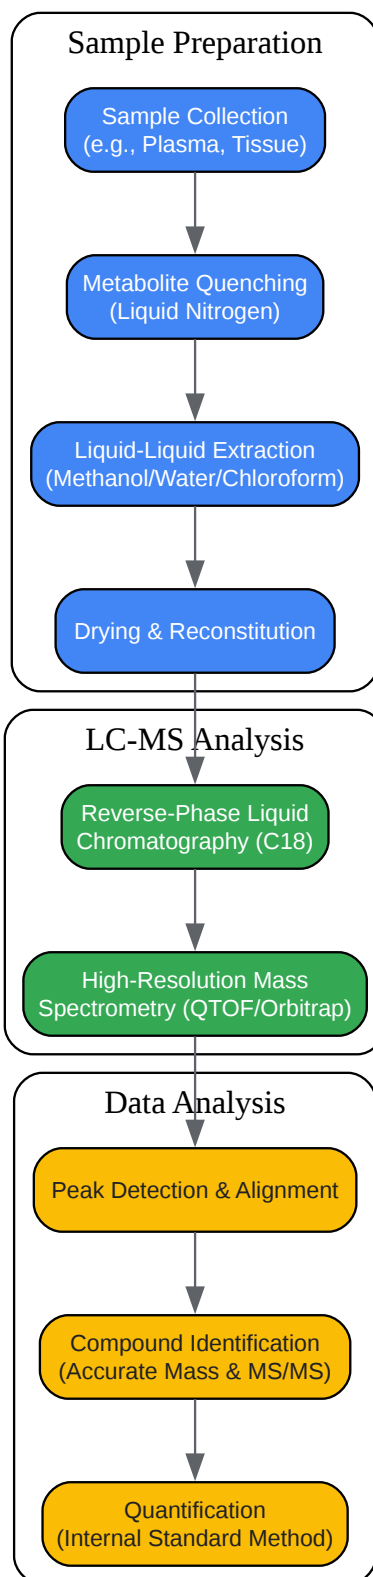 Sample Preparation
Sample Collection
(e.g., Plasma, Tissue)
Metabolite Quenching
(Liquid Nitrogen)
Liquid-Liquid Extraction
(Methanol/Water/Chloroform)
Drying & Reconstitution
LC-MS Analysis
Reverse-Phase Liquid
Chromatography (C18)
High-Resolution Mass
Spectrometry (QTOF/Orbitrap)
Data Analysis
Peak Detection & Alignment
Compound Identification
(Accurate Mass & MS/MS)
Quantification
(Internal Standard Method)